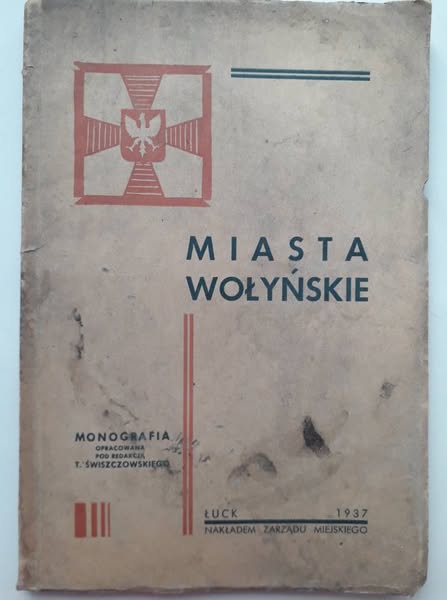 MIASTA
WOŁYŃSKIE
MONOGRAFIA
OPRACOWANA
POD REDAKCJĄ
T. ŚWISZCZOWSKIEGO
ŁUCK 1937
NAKŁADEM ZARZĄDU MIEJSKIEGO